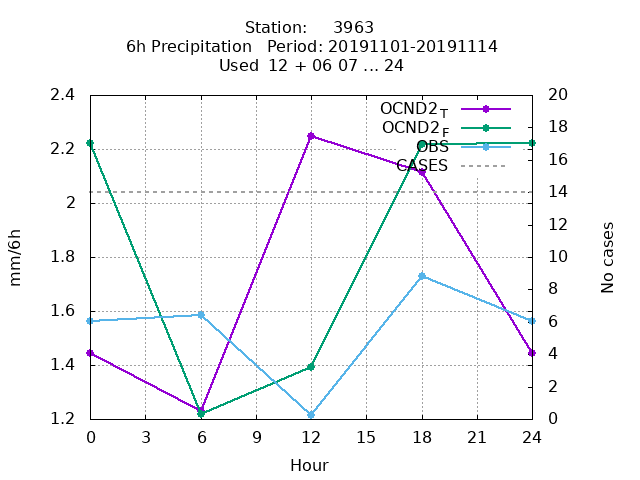 Station: 3963
6h Precipitation Period: 20191101-20191114
Used 12 + 06 07 ... 24
mm/6h
2.4
2.2
2
1.8
1.6
1.4
1.2
OCND2T
OCND2F
OBS
CASES
20
18
16
14
12
10
8
6
4
2
0
No cases
0 3 6 9 12 15 18 21 24
Hour